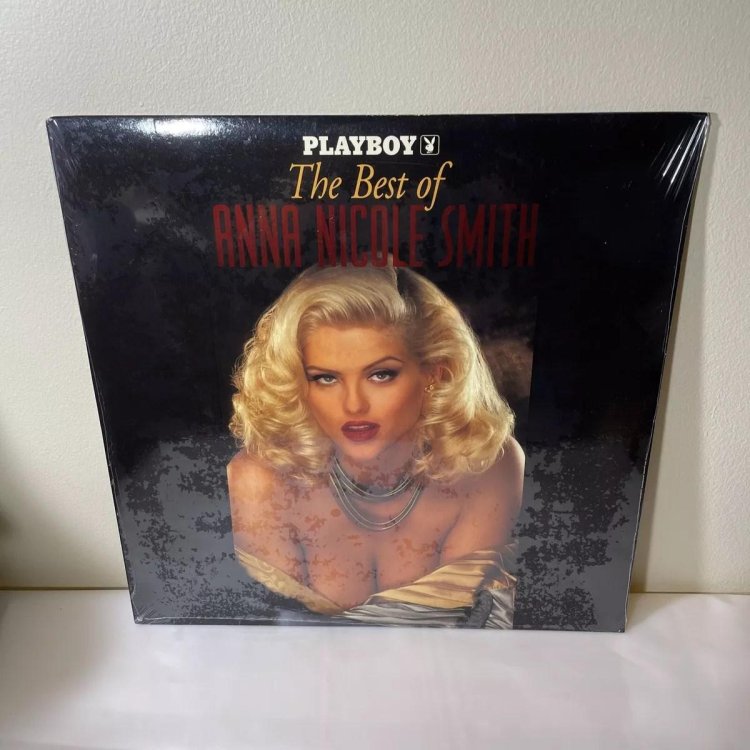 PLAYBOY
The Best of
ANNA NICOLE SMITH